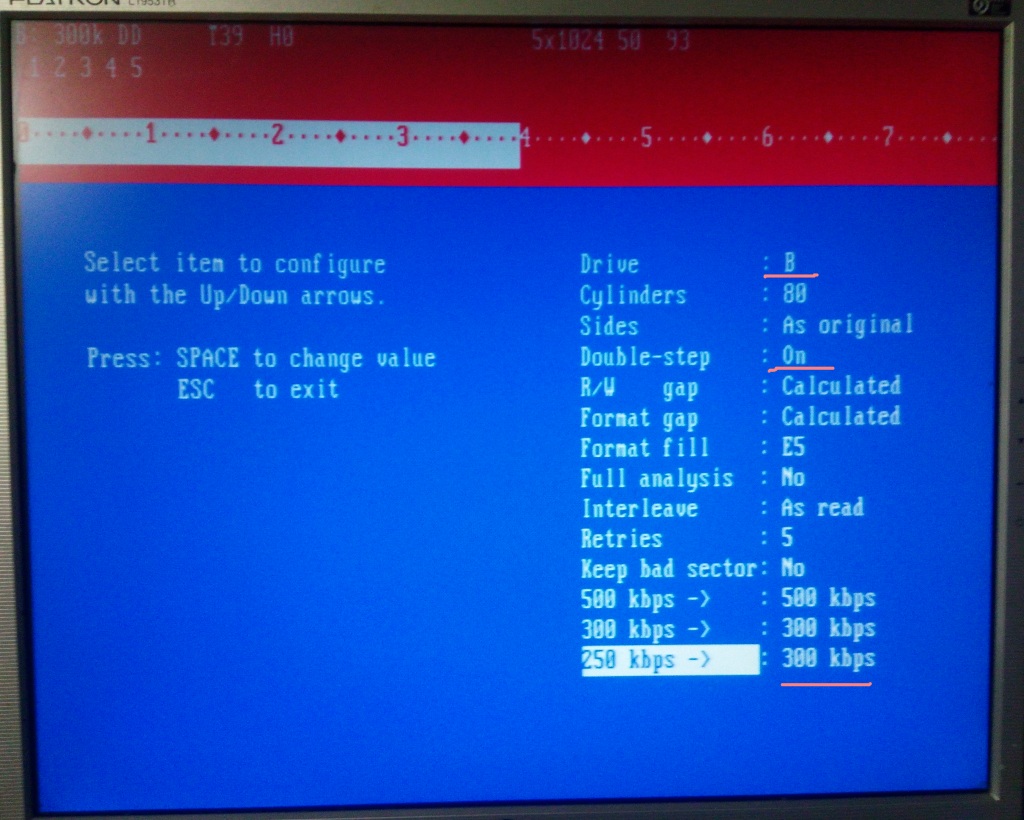 FLATRON L1953TR
B: 300k DD T39 H0 5x1024 50 93
1 2 3 4 5
0····♦····1····♦····2····♦····3····♦····4····♦····5····♦····6····♦····7····♦····
Select item to configure
with the Up/Down arrows.
Press: SPACE to change value
ESC to exit
Drive : B
Cylinders : 80
Sides : As original
Double-step : On
R/W gap : Calculated
Format gap : Calculated
Format fill : E5
Full analysis : No
Interleave : As read
Retries : 5
Keep bad sector: No
500 kbps -> : 500 kbps
300 kbps -> : 300 kbps
250 kbps -> : 300 kbps